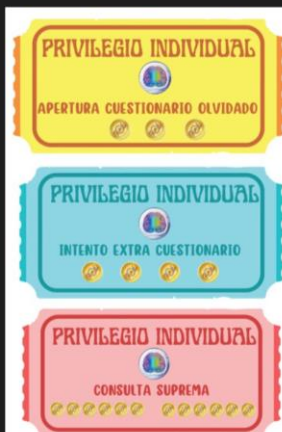 PRIVILEGIO INDIVIDUAL
APERTURA CUESTIONARIO OLVIDADO
PRIVILEGIO INDIVIDUAL
INTENTO EXTRA CUESTIONARIO
PRIVILEGIO INDIVIDUAL
CONSULTA SUPREMA